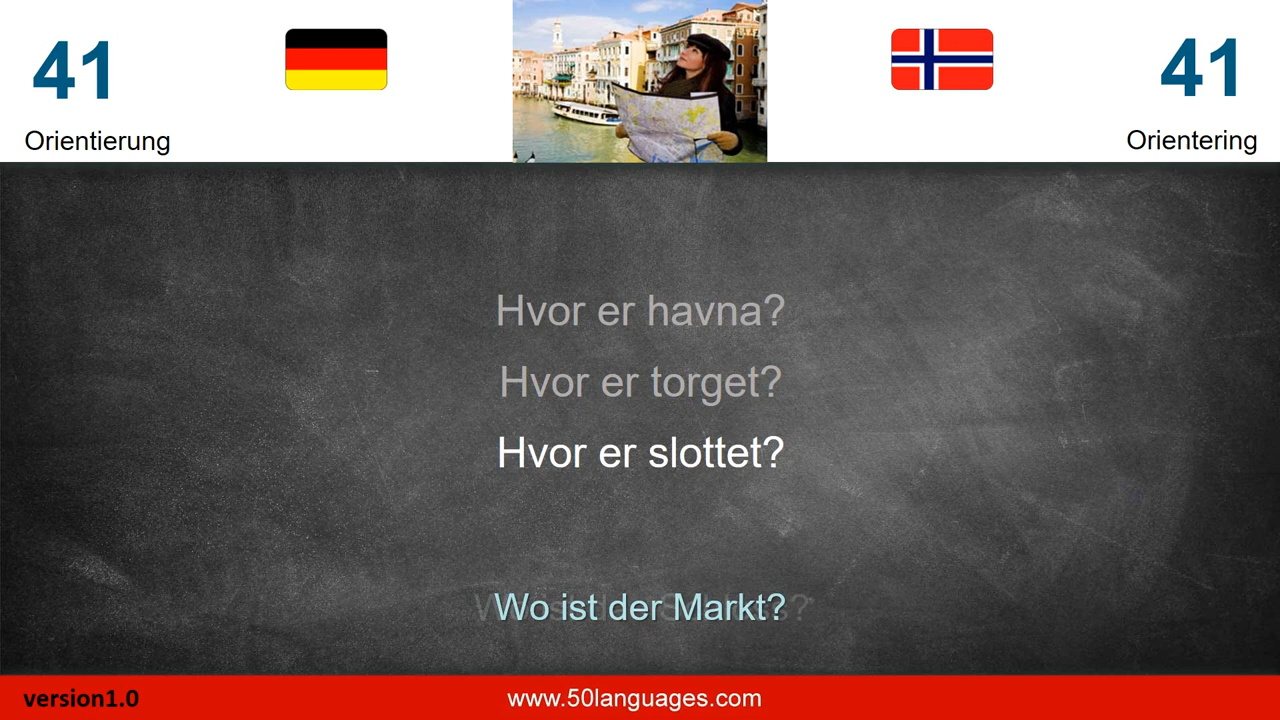 41
41
Orientierung
Orientering
Hvor er havna?
Hvor er torget?
Hvor er slottet?
Wo ist der Markt?
version1.0
www.50languages.com